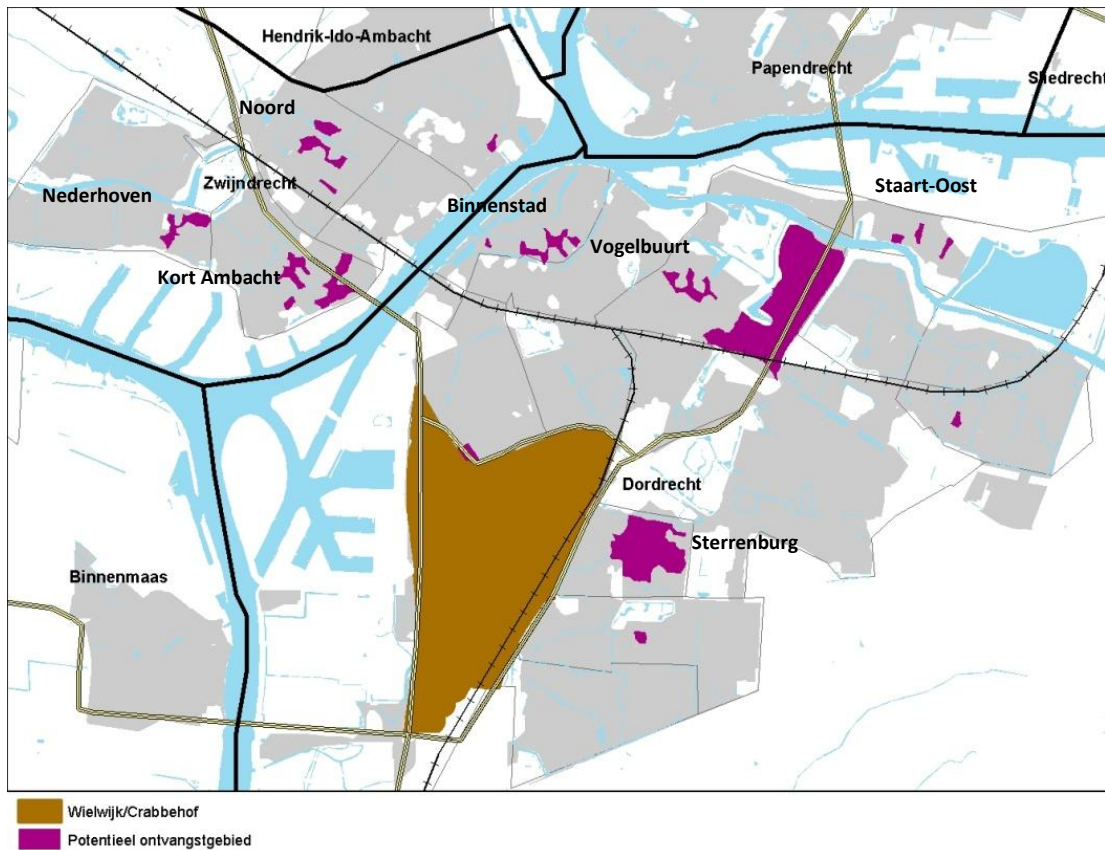 Hendrik-Ido-Ambacht
Papendrecht
Sliedrecht
Noord
Zwijndrecht
Nederhoven
Staart-Oost
Binnenstad
Vogelbuurt
Kort Ambacht
Dordrecht
Sterrenburg
Binnenmaas
Wielwijk/Crabbehof
Potentieel ontvangstgebied